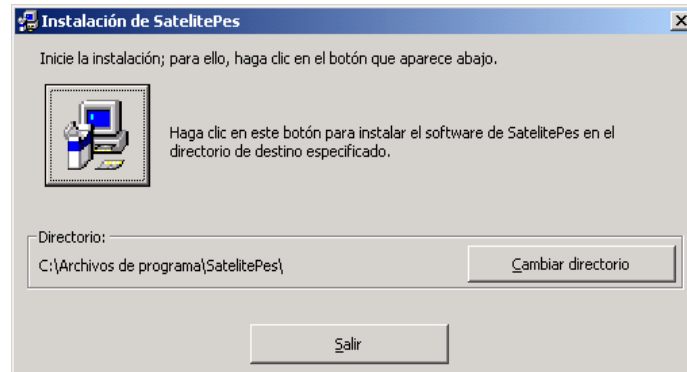 Instalación de SatelitePes
Inicie la instalación; para ello, haga clic en el botón que aparece abajo.
Haga clic en este botón para instalar el software de SatelitePes en el
directorio de destino especificado.
Directorio:
C:\Archivos de programa\SatelitePes\
Cambiar directorio
Salir